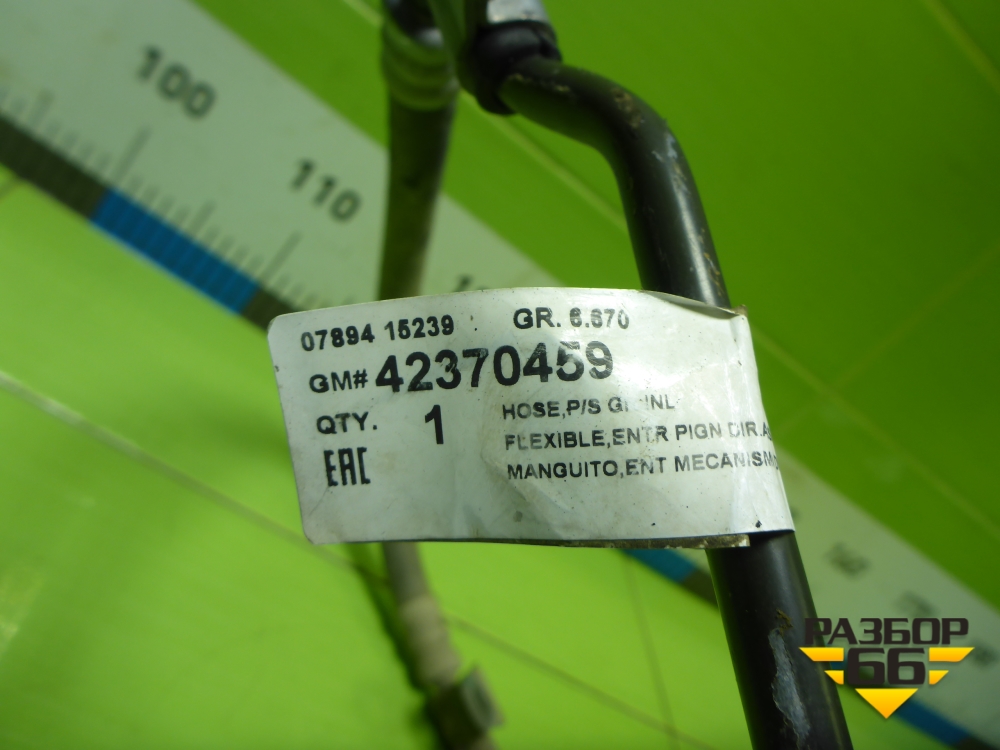 100
110
07894 15239 GR. 6.670
GM# 42370459
QTY. 1
HOSE,P/S
FLEXIBLE,ENTR PIGN DIR.
EAC
MANGUITO,ENT MECANISMO
РАЗБОР
66